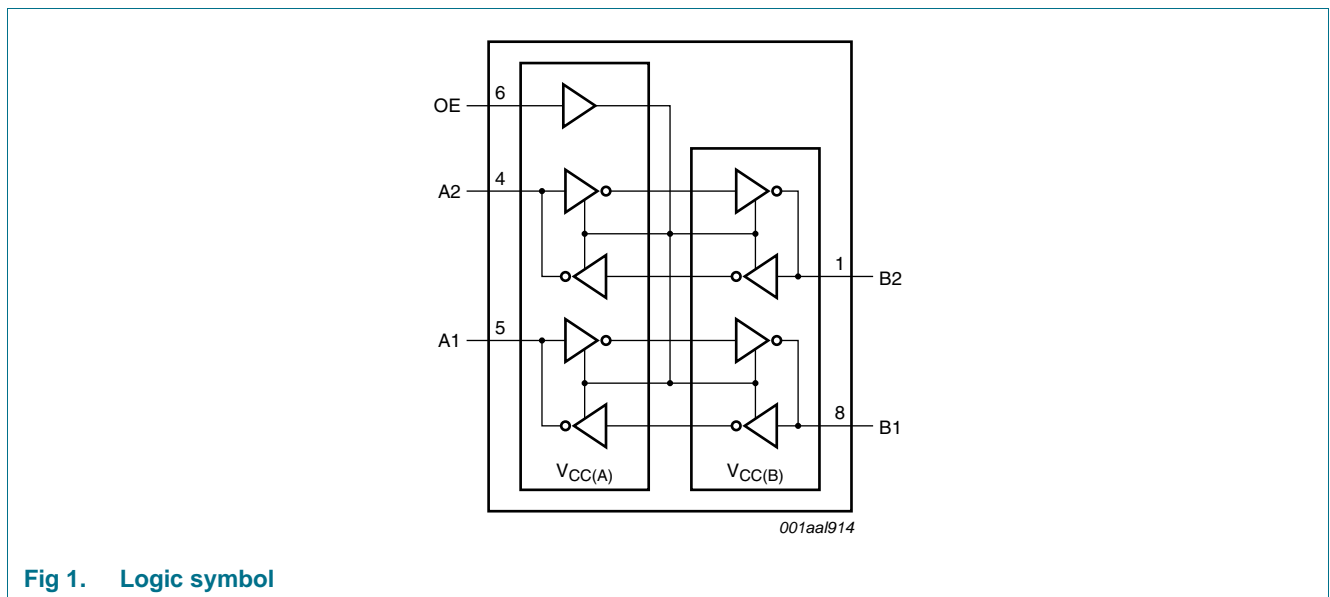 OE 6
A2 4
1 B2
A1 5
8 B1
VCC(A) VCC(B)
001aal914
Fig 1. Logic symbol